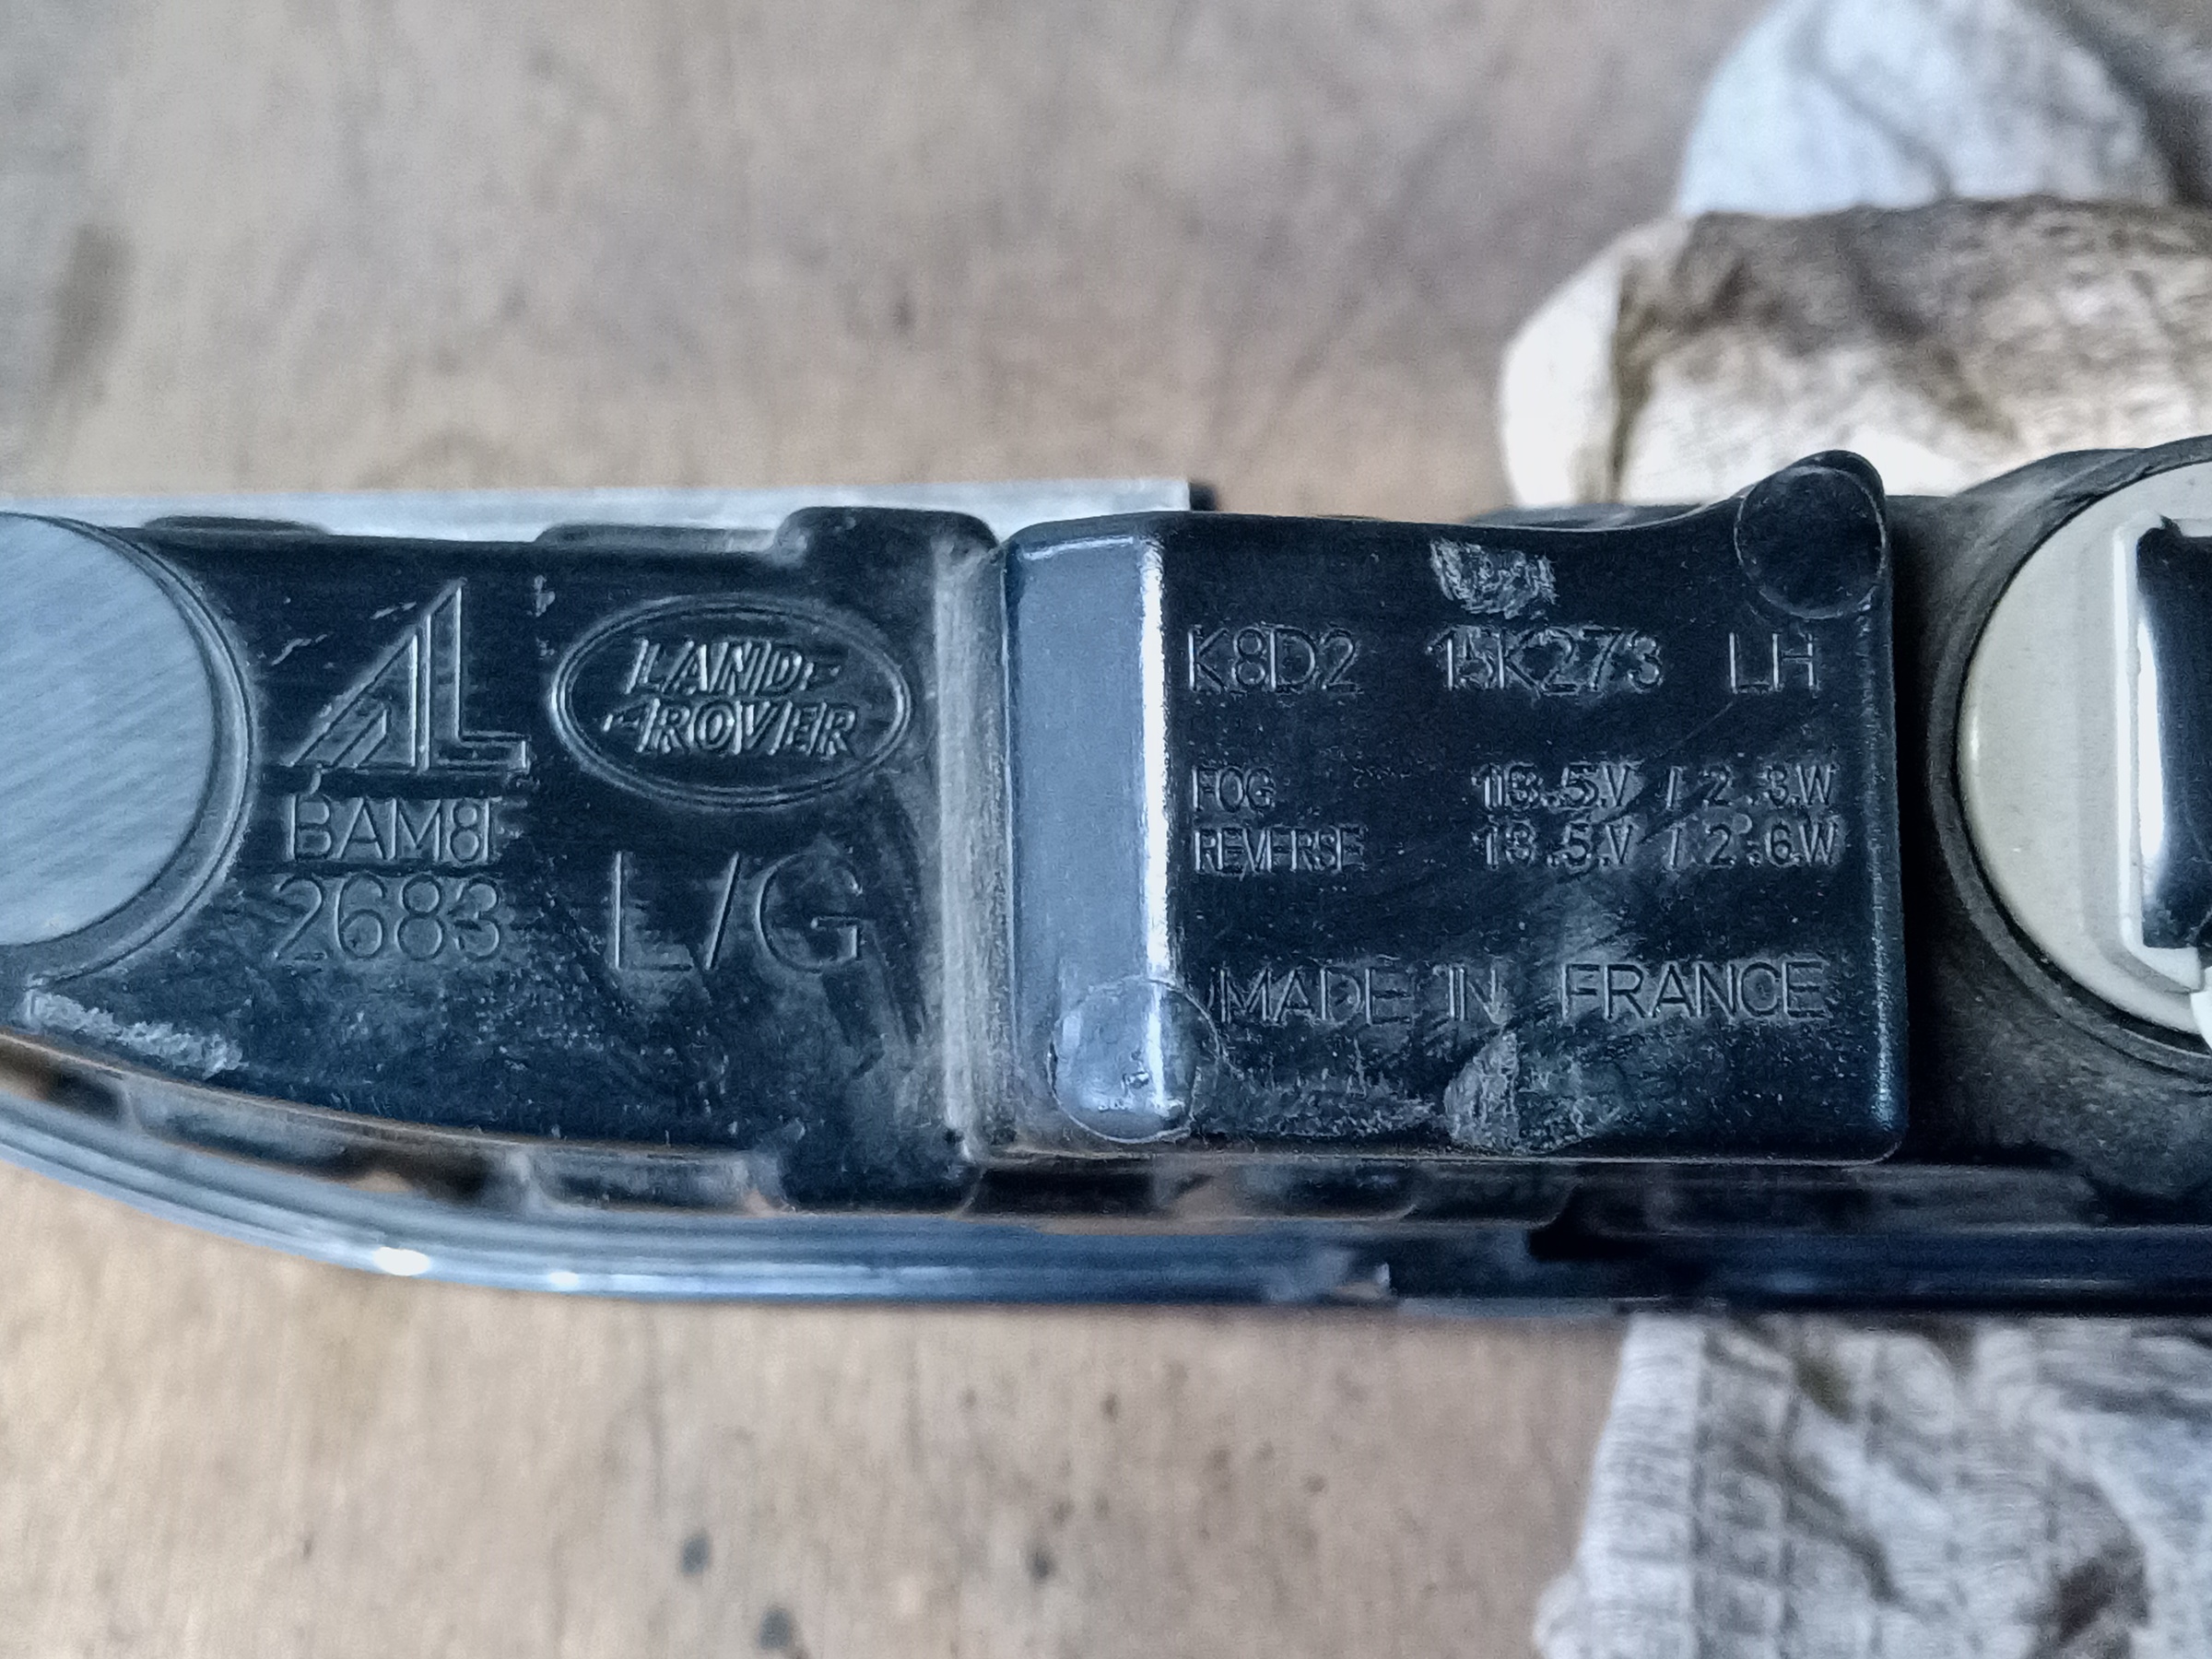 AL
BAM8F
2683
LAND-
-ROVER
L/G
K8D2 15K273 LH
FOG 13.5V / 2.3W
REVERSE 13.5V / 2.6W
MADE IN FRANCE